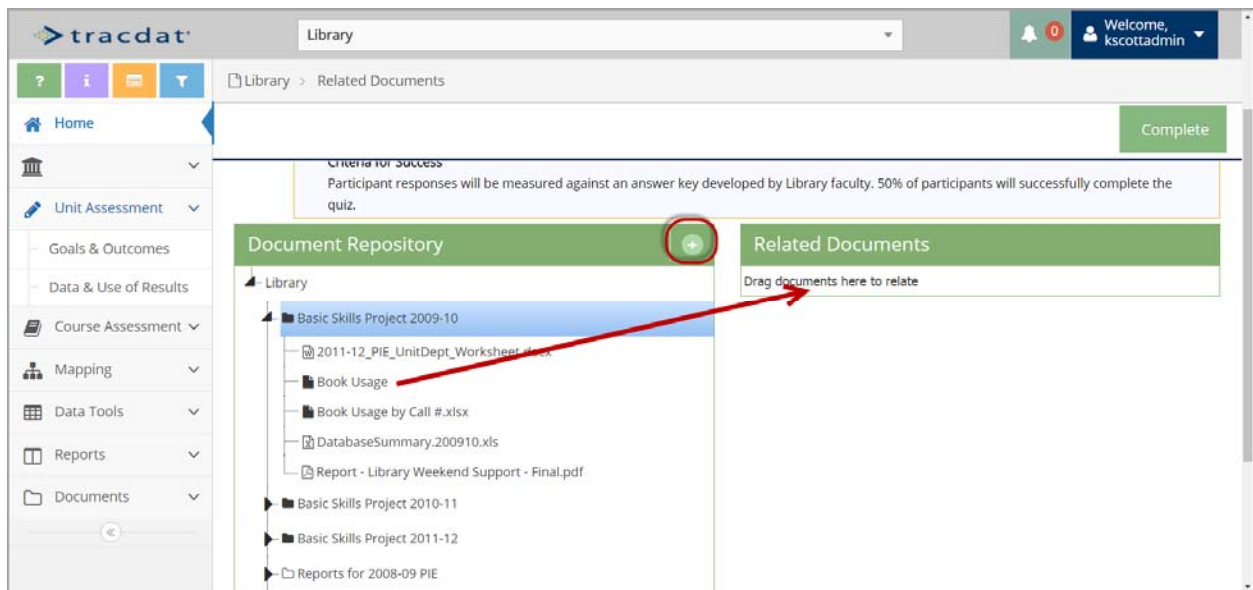 tracdat
Library
0
Welcome,
kscottadmin
?
i
Library > Related Documents
Home
Complete
Criteria for Success
Participant responses will be measured against an answer key developed by Library faculty. 50% of participants will successfully complete the
quiz.
Unit Assessment
Goals & Outcomes
Data & Use of Results
Course Assessment
Mapping
Data Tools
Reports
Documents
Document Repository
Library
Basic Skills Project 2009-10
2011-12_PIE_UnitDept_Worksheet.docx
Book Usage
Book Usage by Call #.xlsx
DatabaseSummary.200910.xls
Report - Library Weekend Support - Final.pdf
Basic Skills Project 2010-11
Basic Skills Project 2011-12
Reports for 2008-09 PIE
Related Documents
Drag documents here to relate